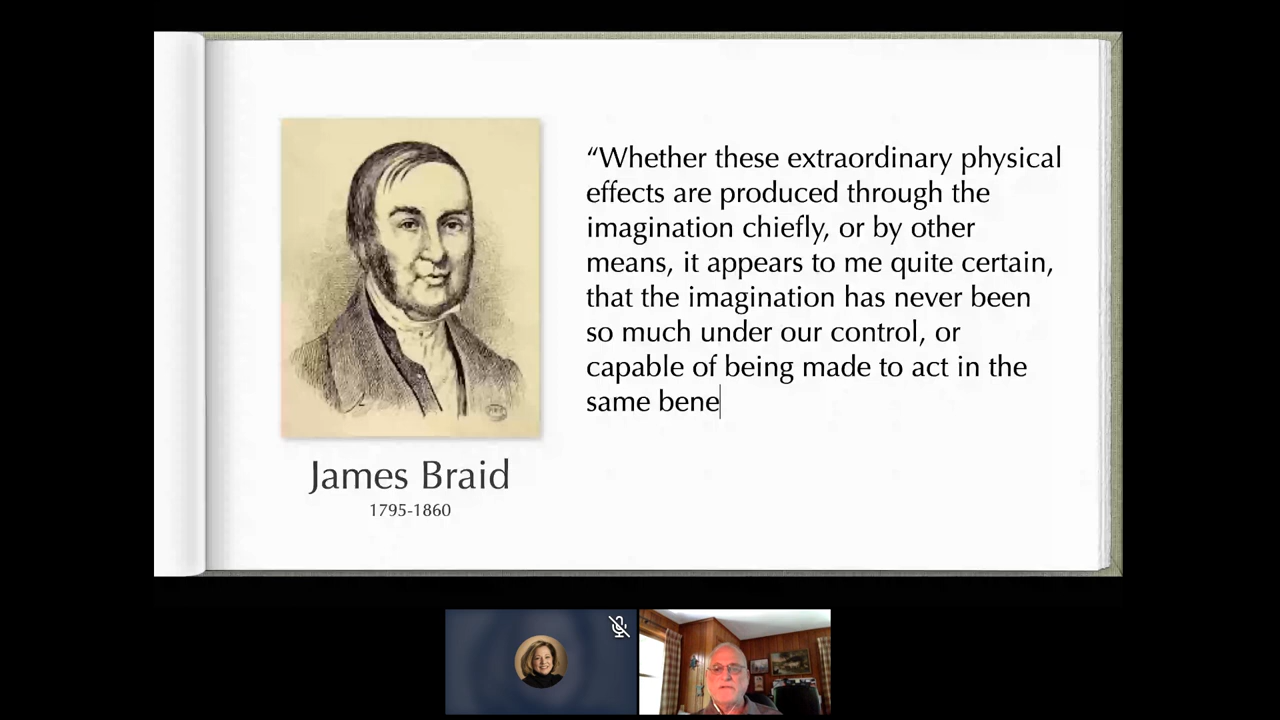 “Whether these extraordinary physical
effects are produced through the
imagination chiefly, or by other
means, it appears to me quite certain,
that the imagination has never been
so much under our control, or
capable of being made to act in the
same bene
James Braid
1795-1860